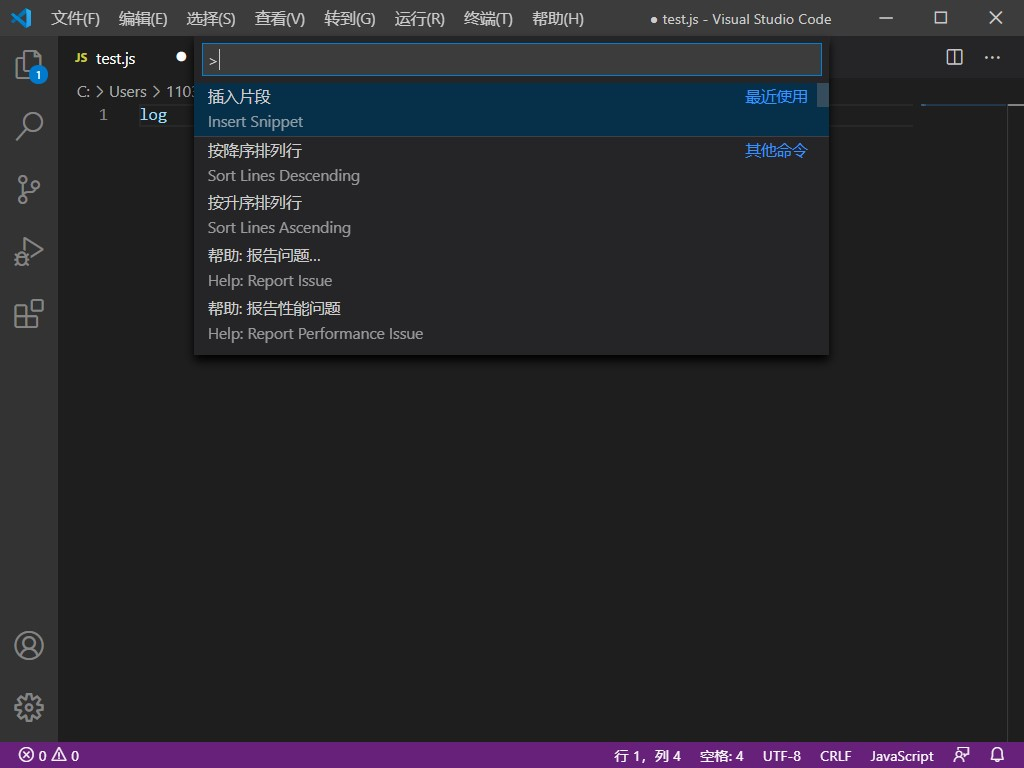 文件(F) 编辑(E) 选择(S) 查看(V) 转到(G) 运行(R) 终端(T) 帮助(H) ● test.js - Visual Studio Code
JS test.js ●
>
1
C: > Users > 1103
插入片段 最近使用
Insert Snippet
1 log
按降序排列行 其他命令
Sort Lines Descending
按升序排列行
Sort Lines Ascending
帮助: 报告问题...
Help: Report Issue
帮助: 报告性能问题
Help: Report Performance Issue
0 0 行 1，列 4 空格: 4 UTF-8 CRLF JavaScript